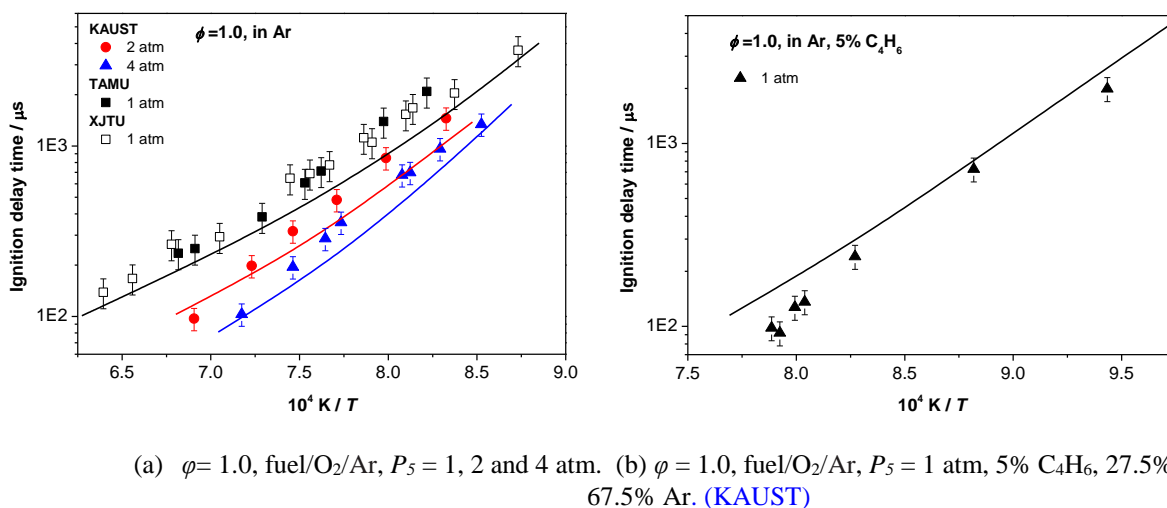 KAUST
2 atm
4 atm
TAMU
1 atm
XJTU
1 atm
ϕ=1.0, in Ar
1E3
1E2
Ignition delay time / μs
6.5 7.0 7.5 8.0 8.5 9.0
10⁴ K / T
ϕ=1.0, in Ar, 5% C₄H₆
1 atm
1E3
1E2
Ignition delay time / μs
7.5 8.0 8.5 9.0 9.5
10⁴ K / T
(a) φ= 1.0, fuel/O₂/Ar, P₅ = 1, 2 and 4 atm. (b) φ = 1.0, fuel/O₂/Ar, P₅ = 1 atm, 5% C₄H₆, 27.5%
67.5% Ar. (KAUST)